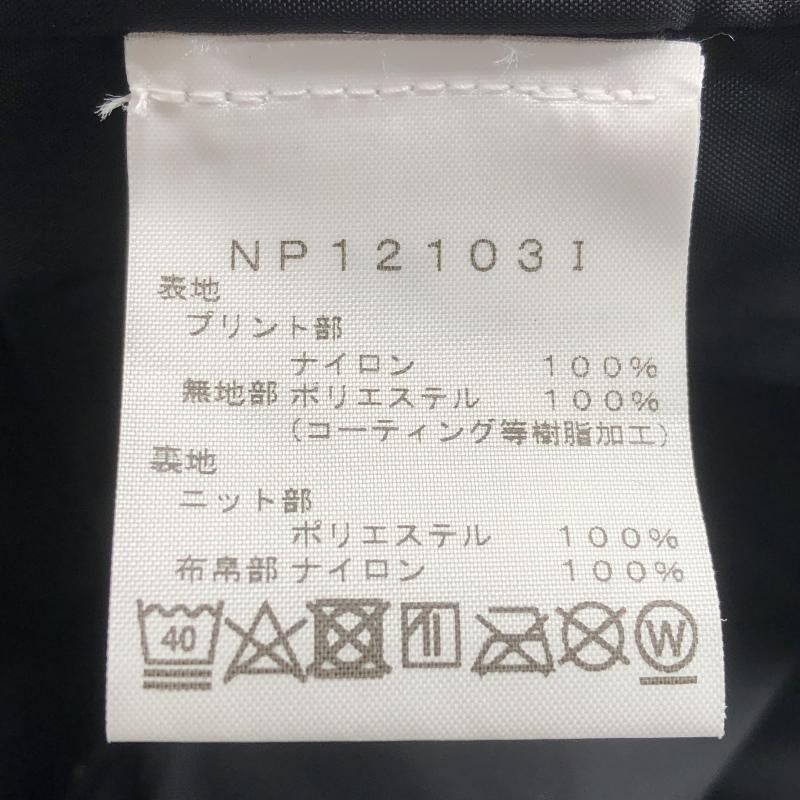 NP12103I
表地
プリント部
ナイロン 100%
無地部 ポリエステル 100%
(コーティング等樹脂加工)
裏地
ニット部
ポリエステル 100%
布帛部 ナイロン 100%
40 W